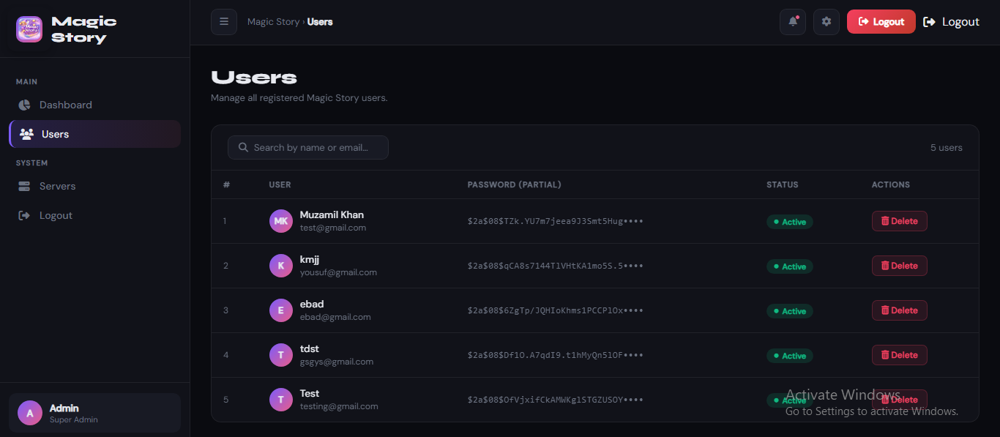 Magic
Story
Magic Story › Users
Logout
Logout
MAIN
Dashboard
Users
SYSTEM
Servers
Logout
Users
Manage all registered Magic Story users.
Search by name or email...
5 users
# USER PASSWORD (PARTIAL) STATUS ACTIONS
1 MK Muzamil Khan $2a$08$TZk.YU7m7jeea9J3Smt5Hug•••• Active Delete
test@gmail.com
2 K kmjj $2a$08$qCA8s7144TlVHtKA1mo5S.5•••• Active Delete
yousuf@gmail.com
3 E ebad $2a$08$6ZgTp/JQHIoKhms1PCCPlOx•••• Active Delete
ebad@gmail.com
4 T tdst $2a$08$Df1O.A7qdI9.t1hMyQn5lOF•••• Active Delete
gsgys@gmail.com
5 T Test $2a$08$OfVjxifCkAMWKglSTGZUSOY•••• Active Delete
testing@gmail.com
A Admin
Super Admin
Activate Windows
Go to Settings to activate Windows.